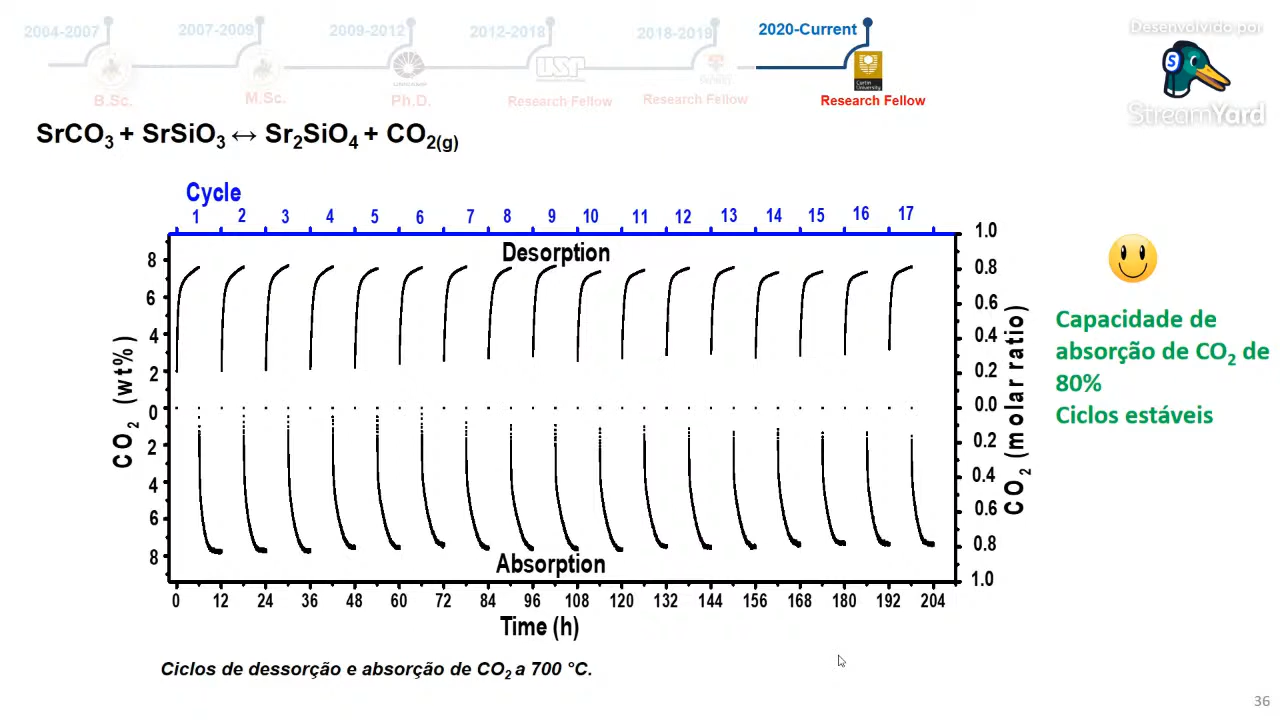 2004-2007 2007-2009 2009-2012 2012-2018 2018-2019 2020-Current
Desenvolvido por
S
StreamYard
UNICAMP
USP
Curtin University
B.Sc. M.Sc. Ph.D. Research Fellow Research Fellow Research Fellow
SrCO₃ + SrSiO₃ ↔ Sr₂SiO₄ + CO₂(g)
Cycle
1 2 3 4 5 6 7 8 9 10 11 12 13 14 15 16 17
Desorption
8 6 4 2 0 2 4 6 8
CO₂ (wt%)
1.0 0.8 0.6 0.4 0.2 0.0 0.2 0.4 0.6 0.8 1.0
CO₂ (molar ratio)
Absorption
0 12 24 36 48 60 72 84 96 108 120 132 144 156 168 180 192 204
Time (h)
Capacidade de
absorção de CO₂ de
80%
Ciclos estáveis
Ciclos de dessorção e absorção de CO₂ a 700 °C.
36